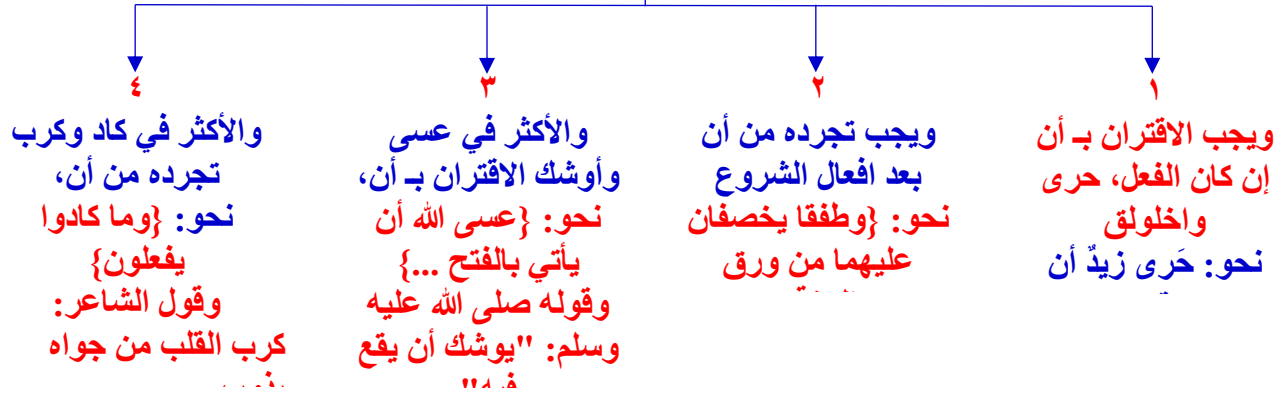 ١
ويجب الاقتران بـ أن
إن كان الفعل، حرى
واخلولق
نحو: حَرى زيدٌ أن
٢
ويجب تجرده من أن
بعد افعال الشروع
نحو: {وطفقا يخصفان
عليهما من ورق
٣
والأكثر في عسى
وأوشك الاقتران بـ أن،
نحو: {عسى الله أن
يأتي بالفتح ...}
وقوله صلى الله عليه
وسلم: "يوشك أن يقع
فيه"
٤
والأكثر في كاد وكرب
تجرده من أن،
نحو: {وما كادوا
يفعلون}
وقول الشاعر:
كرب القلب من جواه